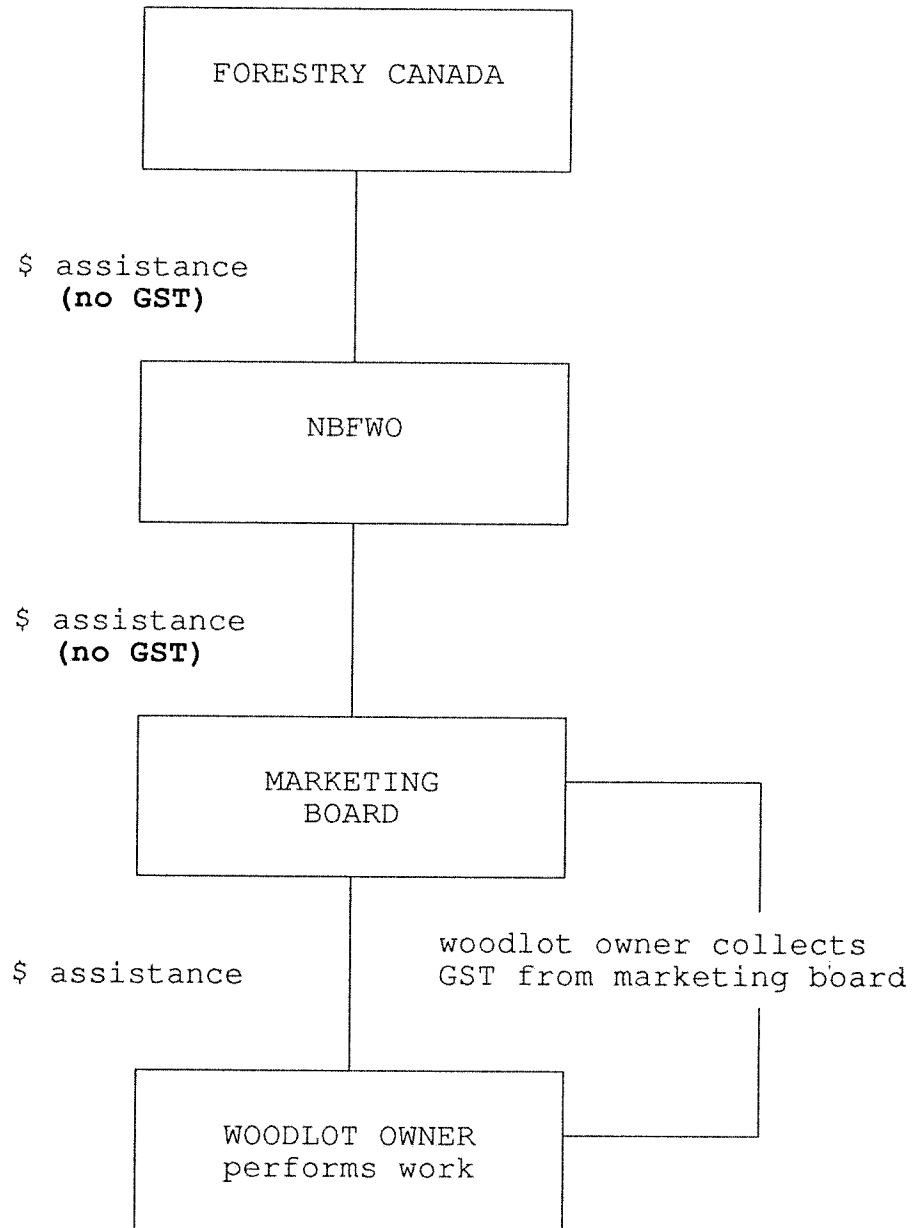 FORESTRY CANADA
$ assistance
(no GST)
NBFWO
$ assistance
(no GST)
MARKETING
BOARD
$ assistance
woodlot owner collects
GST from marketing board
WOODLOT OWNER
performs work